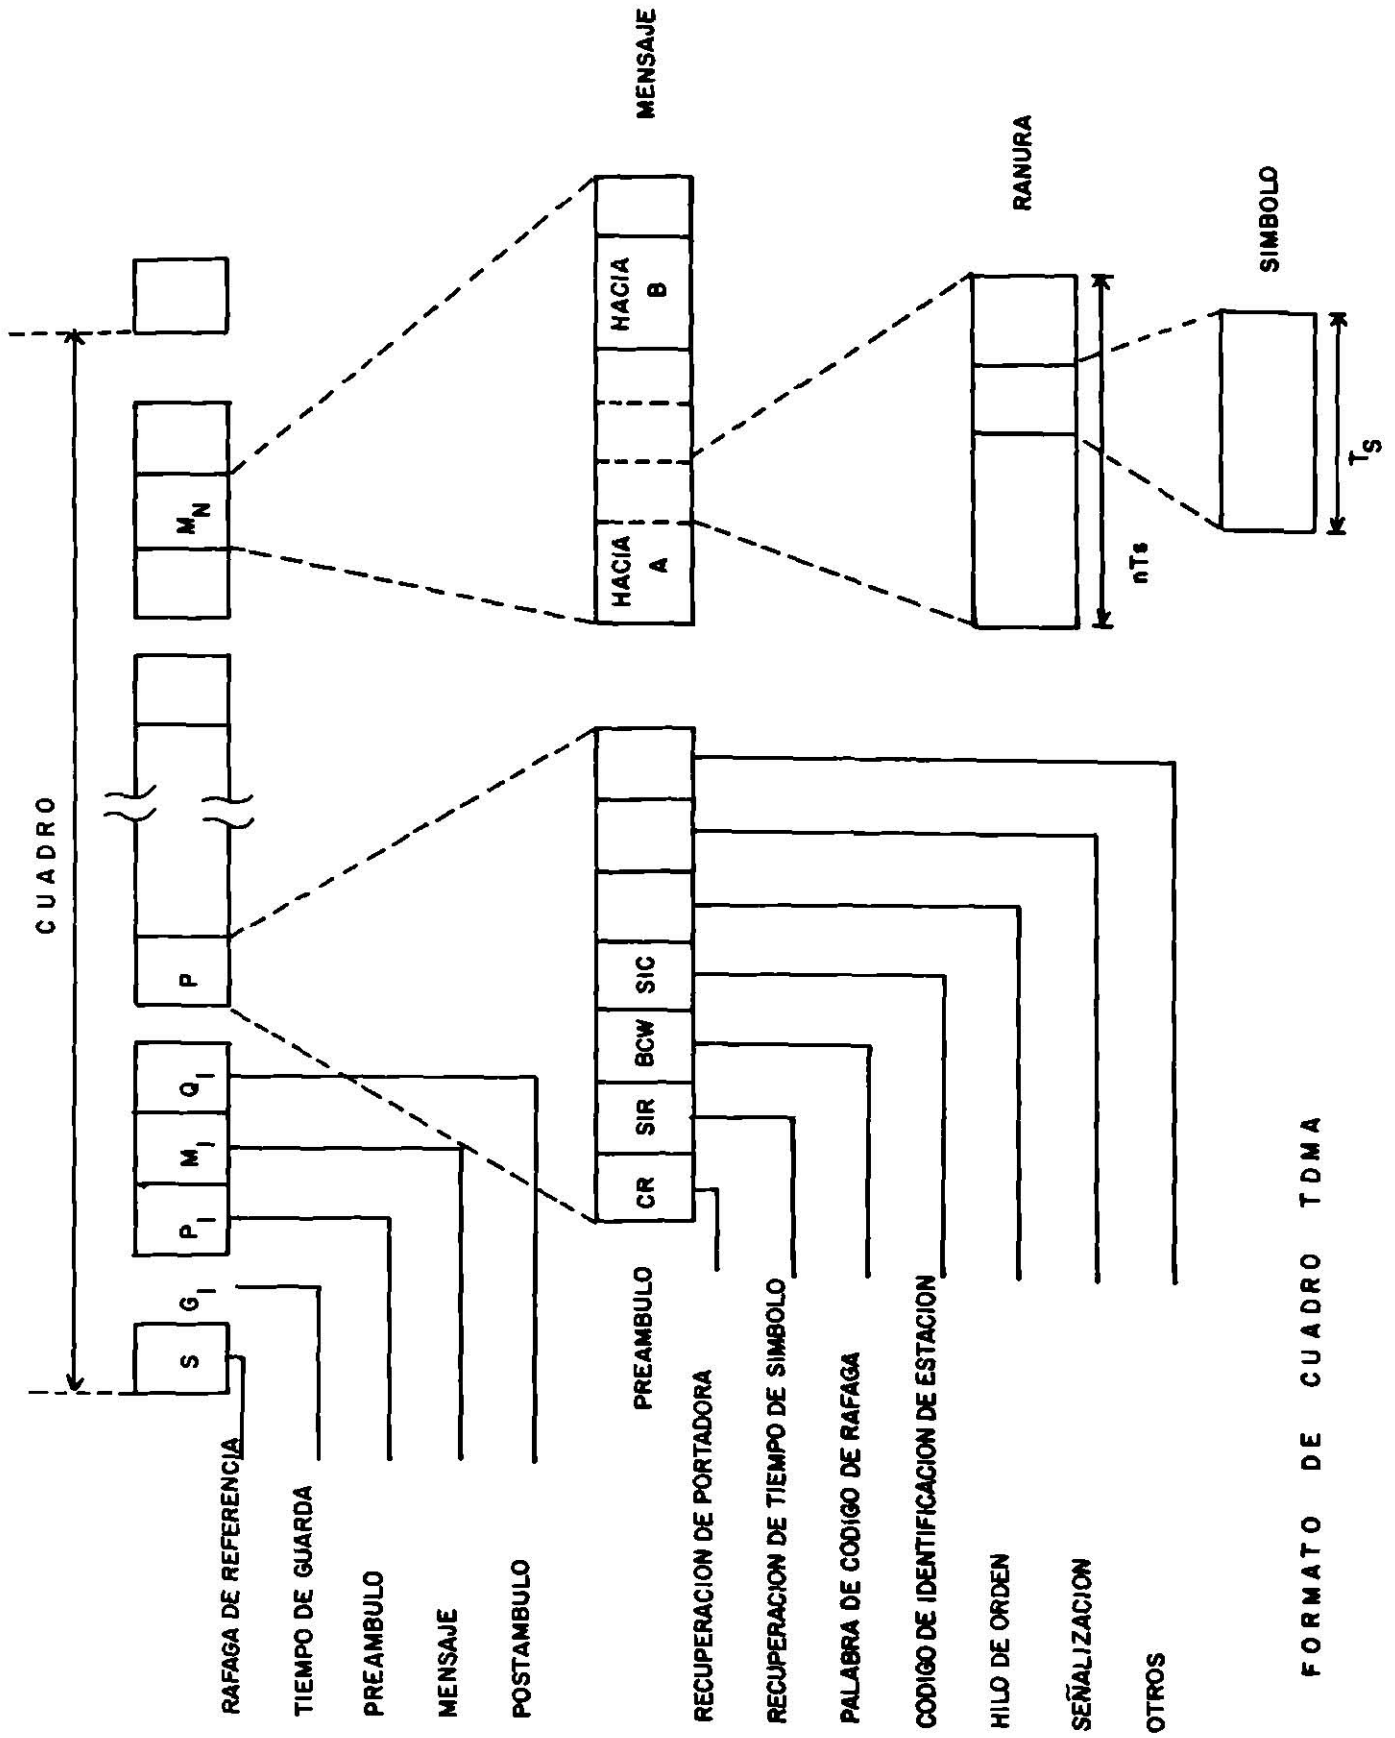 CUADRO
S
G I
P I
M I
Q I
P
M N
RAFAGA DE REFERENCIA
TIEMPO DE GUARDA
PREAMBULO
MENSAJE
POSTAMBULO
PREAMBULO
CR
SIR
BCW
SIC
HACIA
A
HACIA
B
MENSAJE
RECUPERACION DE PORTADORA
RECUPERACION DE TIEMPO DE SIMBOLO
PALABRA DE CODIGO DE RAFAGA
CODIGO DE IDENTIFICACION DE ESTACION
HILO DE ORDEN
SEÑALIZACION
OTROS
RANURA
nTs
SIMBOLO
TS
FORMATO DE CUADRO TDMA